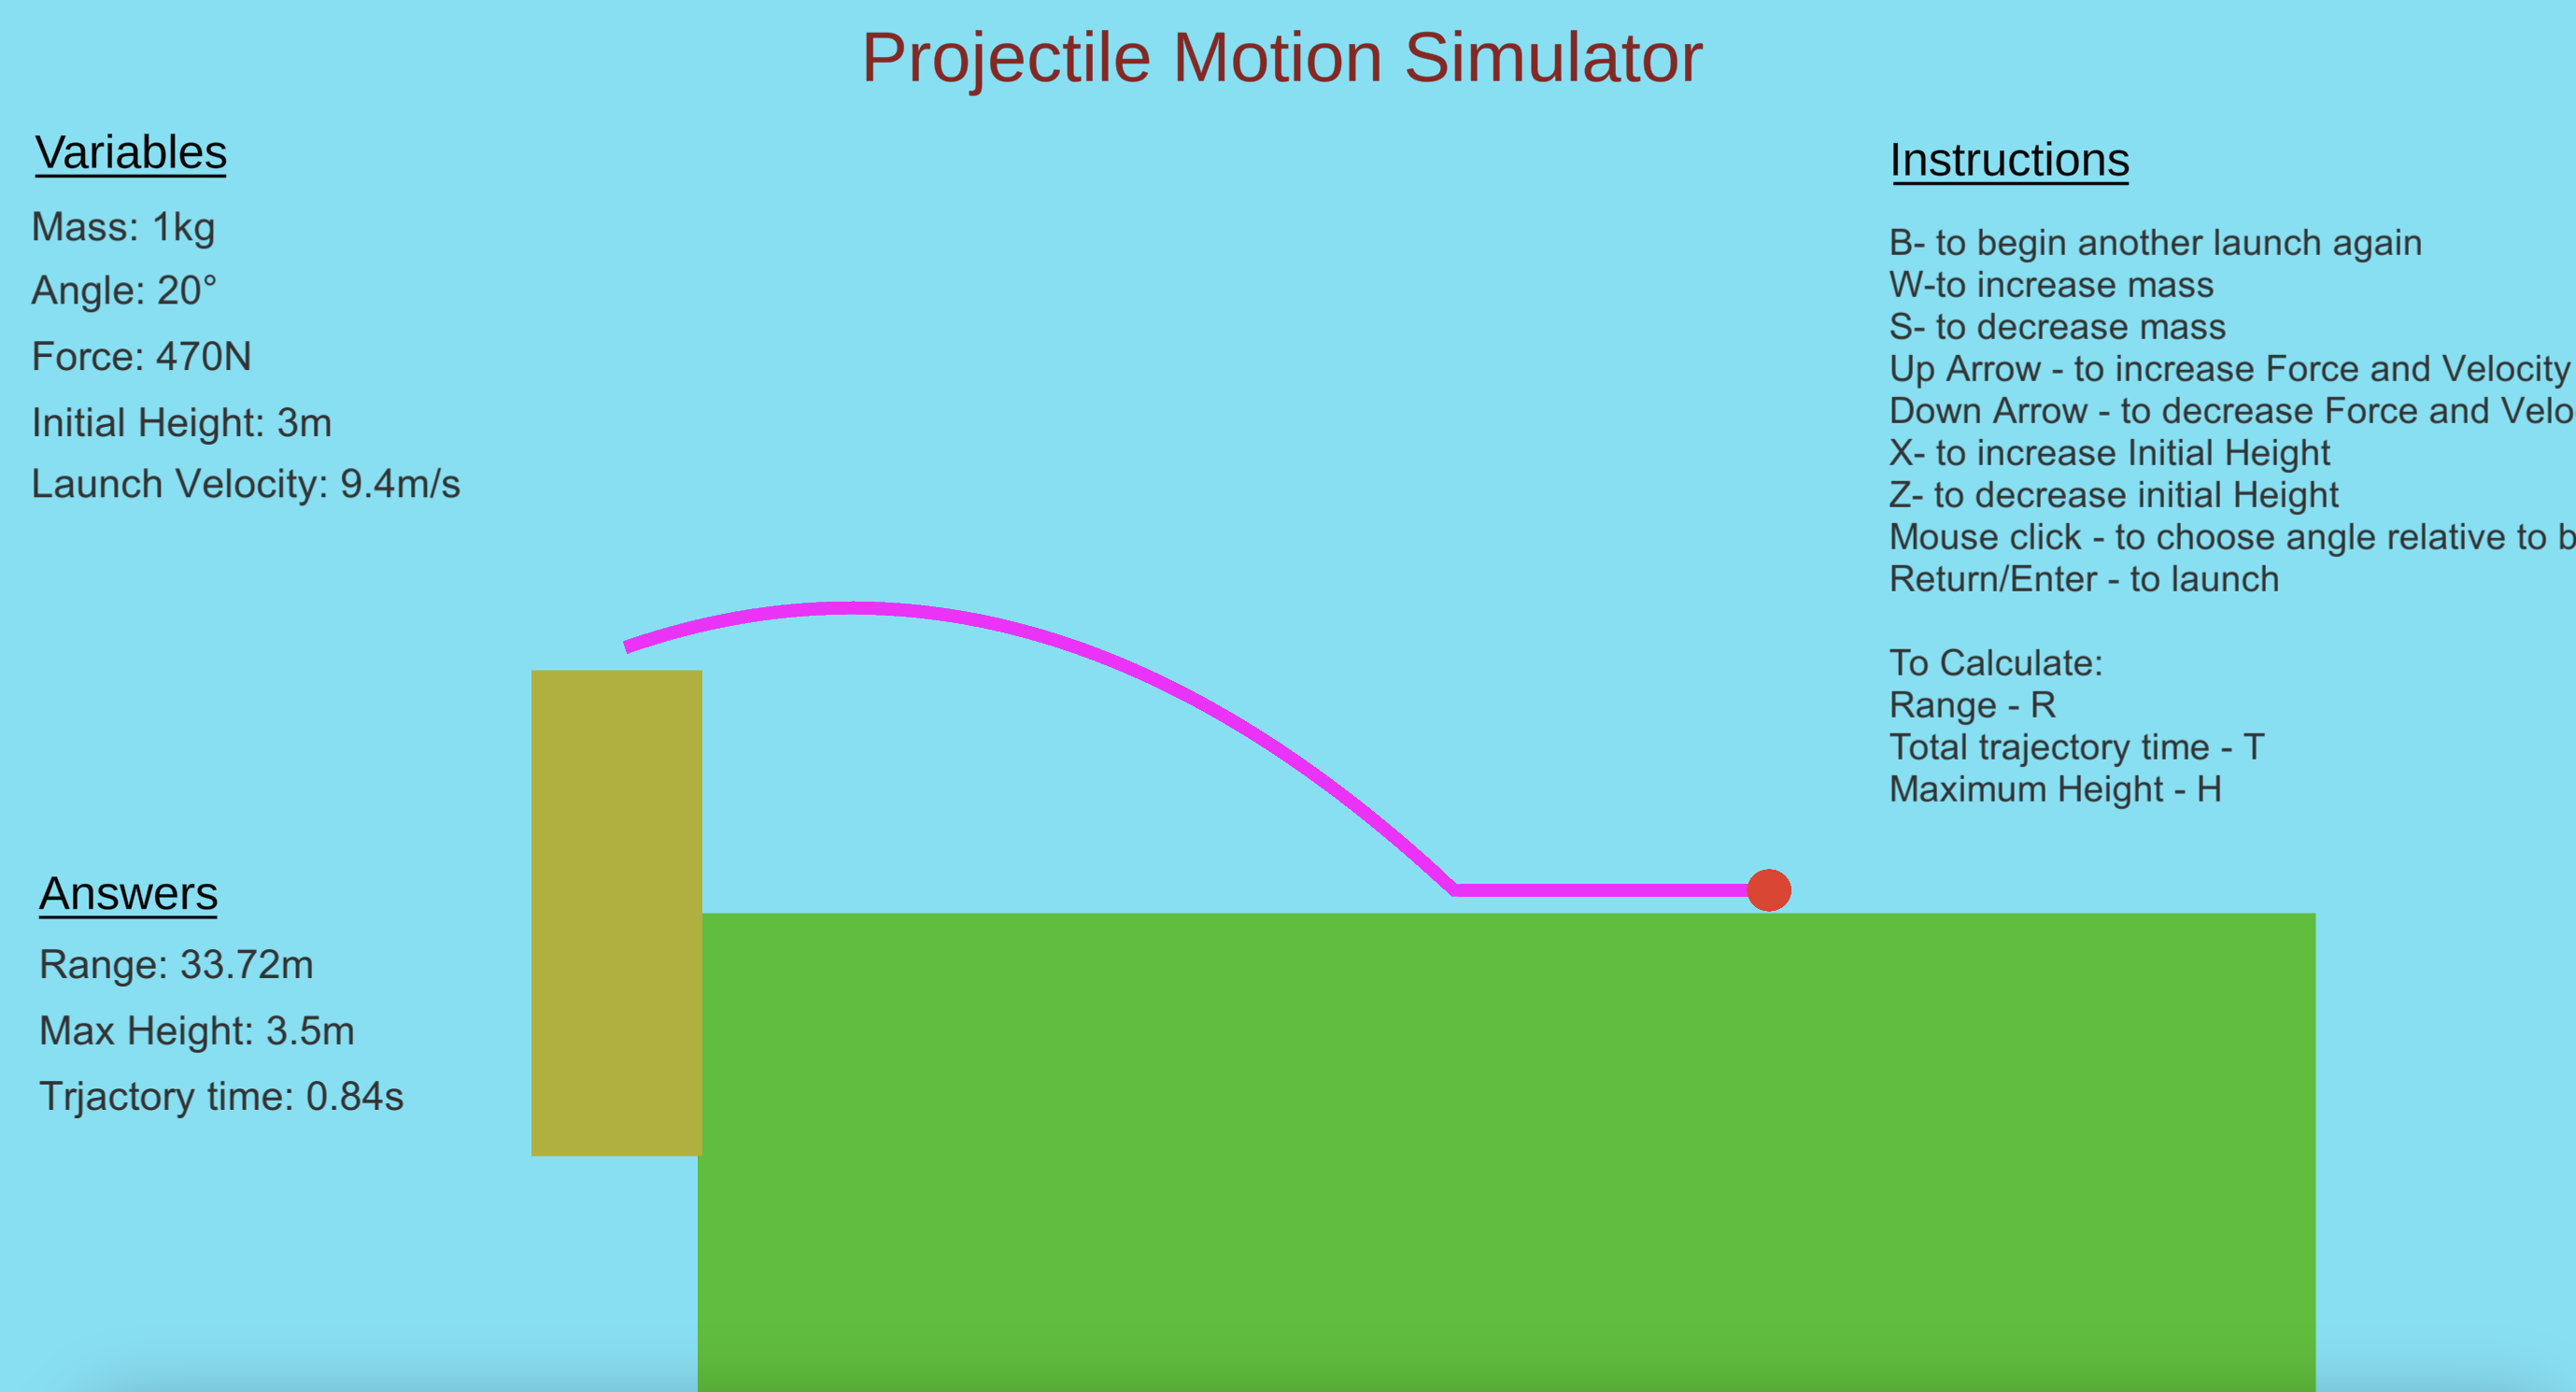 Projectile Motion Simulator
Variables
Mass: 1kg
Angle: 20°
Force: 470N
Initial Height: 3m
Launch Velocity: 9.4m/s
Instructions
B- to begin another launch again
W-to increase mass
S- to decrease mass
Up Arrow - to increase Force and Velocity
Down Arrow - to decrease Force and Velo
X- to increase Initial Height
Z- to decrease initial Height
Mouse click - to choose angle relative to b
Return/Enter - to launch
To Calculate:
Range - R
Total trajectory time - T
Maximum Height - H
Answers
Range: 33.72m
Max Height: 3.5m
Trjactory time: 0.84s